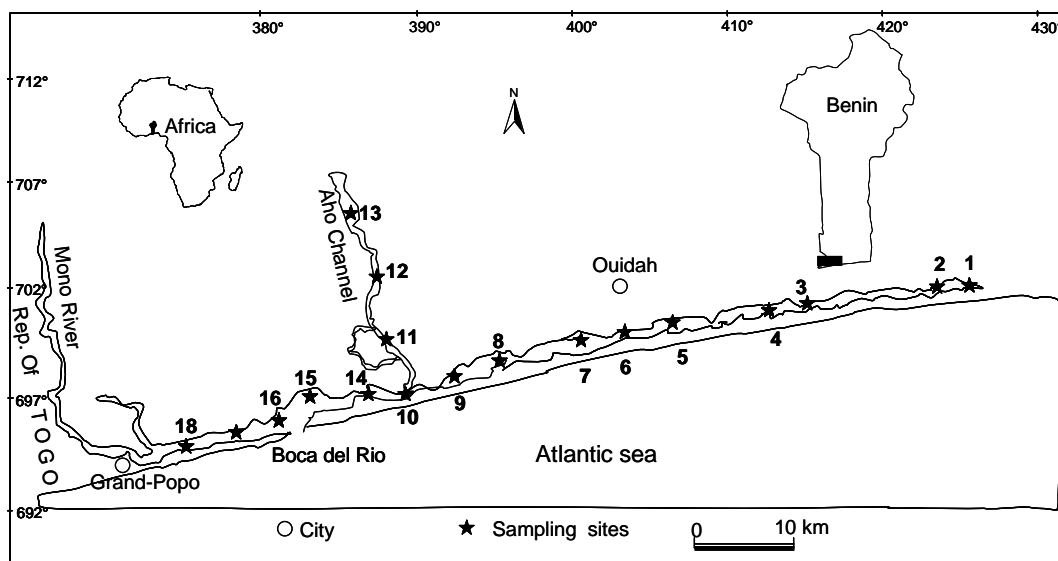 380°
390°
400°
410°
420°
430°
712°
707°
702°
697°
692°
Africa
N
Benin
Aho Channel
13
12
11
Mono River
Rep. Of TOGO
Ouidah
1
2
3
4
5
6
7
8
9
10
14
15
16
18
Grand-Popo
Boca del Rio
Atlantic sea
City
Sampling sites
0 10 km